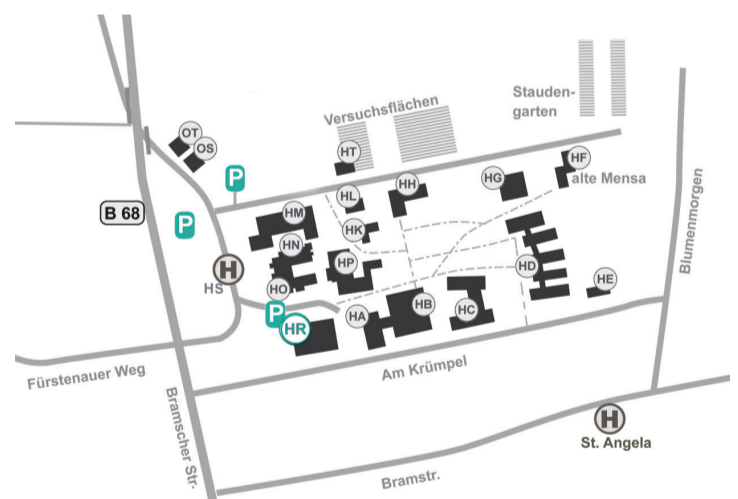 Stauden-
garten
Versuchsflächen
OT
OS
HT
P
HF
HG
alte Mensa
HL
HH
HM
B 68
P
HK
HN
HP
H
HS
HD
Blumenmorgen
HO
HE
P
HR
HA
HB
HC
Fürstenauer Weg
Am Krümpel
Bramscher Str.
H
St. Angela
Bramstr.